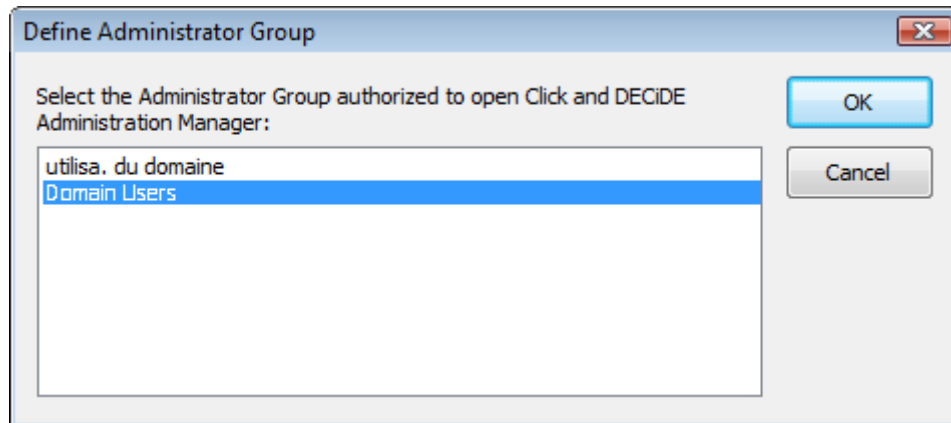 Define Administrator Group
Select the Administrator Group authorized to open Click and DECiDE
Administration Manager:
OK
utilisa. du domaine
Domain Users
Cancel